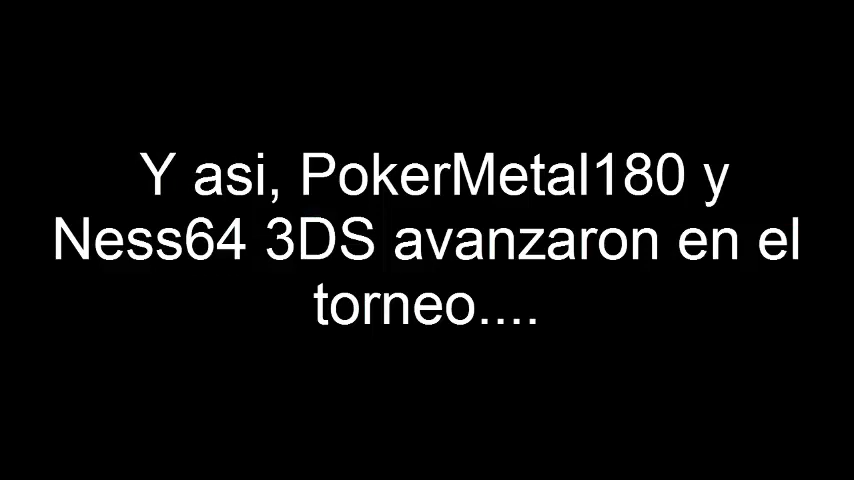 Y asi, PokerMetal180 y
Ness64 3DS avanzaron en el
torneo....